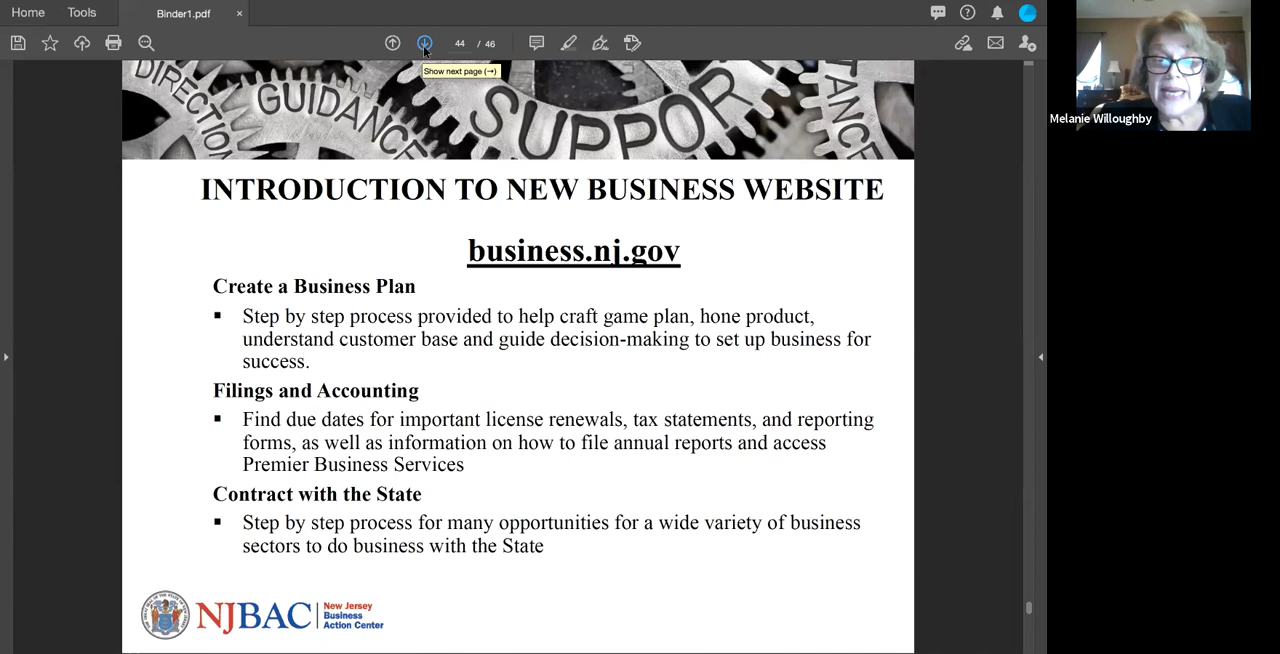 Home Tools Binder1.pdf ×
44 / 46
Show next page (→)
DIRECTION
GUIDANCE
SUPPORT
TANCE
Melanie Willoughby
INTRODUCTION TO NEW BUSINESS WEBSITE
business.nj.gov
Create a Business Plan
▪ Step by step process provided to help craft game plan, hone product,
understand customer base and guide decision-making to set up business for
success.
Filings and Accounting
▪ Find due dates for important license renewals, tax statements, and reporting
forms, as well as information on how to file annual reports and access
Premier Business Services
Contract with the State
▪ Step by step process for many opportunities for a wide variety of business
sectors to do business with the State
NJBAC
New Jersey
Business
Action Center